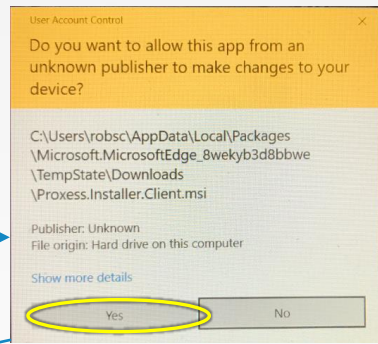 User Account Control
Do you want to allow this app from an
unknown publisher to make changes to your
device?
C:\Users\robsc\AppData\Local\Packages
\Microsoft.MicrosoftEdge_8wekyb3d8bbwe
\TempState\Downloads
\Proxess.Installer.Client.msi
Publisher: Unknown
File origin: Hard drive on this computer
Show more details
Yes No